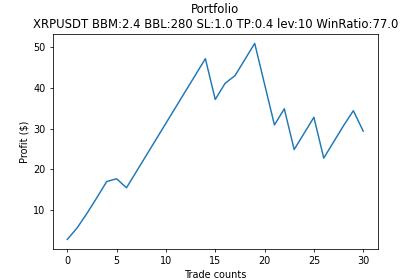 Portfolio
XRPUSDT BBM:2.4 BBL:280 SL:1.0 TP:0.4 lev:10 WinRatio:77.0
50
40
30
20
10
Profit ($)
0 5 10 15 20 25 30
Trade counts